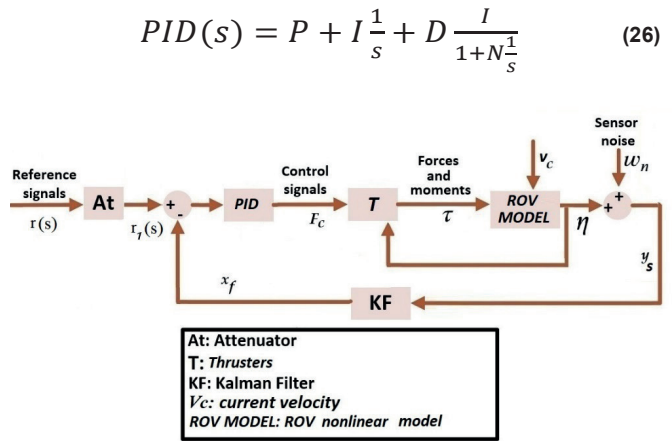 PID(s) = P + I 1/s + D I/(1+N 1/s) (26)
Reference signals
r(s)
At
r₁(s)
+
-
PID
Control signals
F_c
T
Forces and moments
τ
v_c
ROV MODEL
η
Sensor noise
w_n
+
+
y_s
KF
x_f
At: Attenuator
T: Thrusters
KF: Kalman Filter
Vc: current velocity
ROV MODEL: ROV nonlinear model